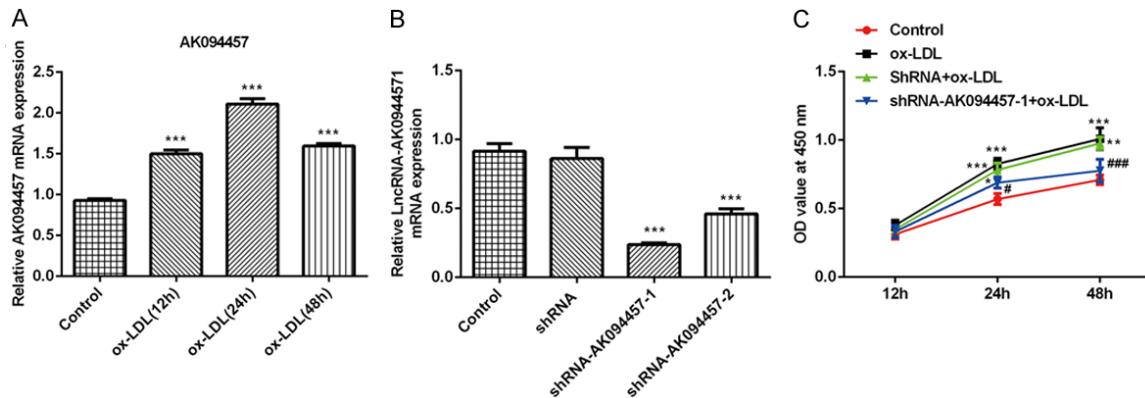 A
AK094457
Relative AK094457 mRNA expression
2.5
2.0
1.5
1.0
0.5
0.0
***
***
***
Control
ox-LDL(12h)
ox-LDL(24h)
ox-LDL(48h)
B
Relative LncRNA-AK0944571
mRNA expression
1.5
1.0
0.5
0.0
***
***
Control
shRNA
shRNA-AK094457-1
shRNA-AK094457-2
C
Control
ox-LDL
ShRNA+ox-LDL
shRNA-AK094457-1+ox-LDL
OD value at 450 nm
1.5
1.0
0.5
0.0
***
***
*
#
***
**
###
12h
24h
48h